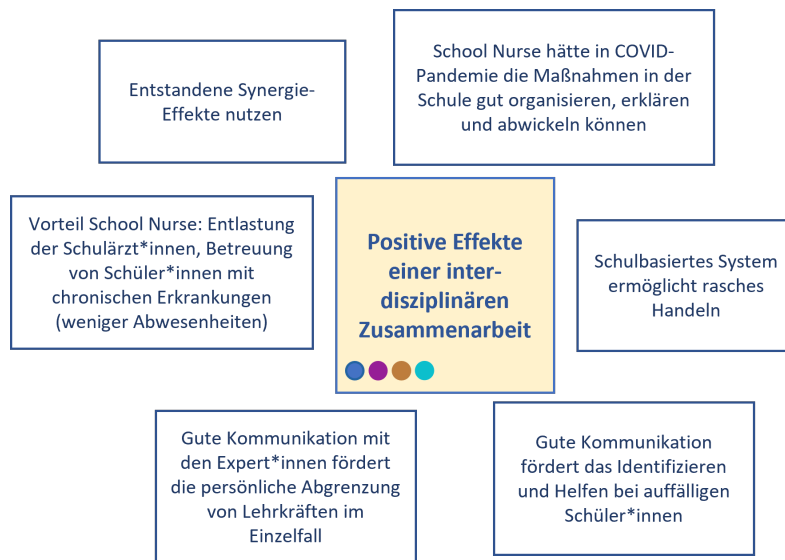 Entstandene Synergie-
Effekte nutzen
School Nurse hätte in COVID-
Pandemie die Maßnahmen in der
Schule gut organisieren, erklären
und abwickeln können
Vorteil School Nurse: Entlastung
der Schulärzt*innen, Betreuung
von Schüler*innen mit
chronischen Erkrankungen
(weniger Abwesenheiten)
Positive Effekte
einer inter-
disziplinären
Zusammenarbeit
Schulbasiertes System
ermöglicht rasches
Handeln
Gute Kommunikation mit
den Expert*innen fördert
die persönliche Abgrenzung
von Lehrkräften im
Einzelfall
Gute Kommunikation
fördert das Identifizieren
und Helfen bei auffälligen
Schüler*innen